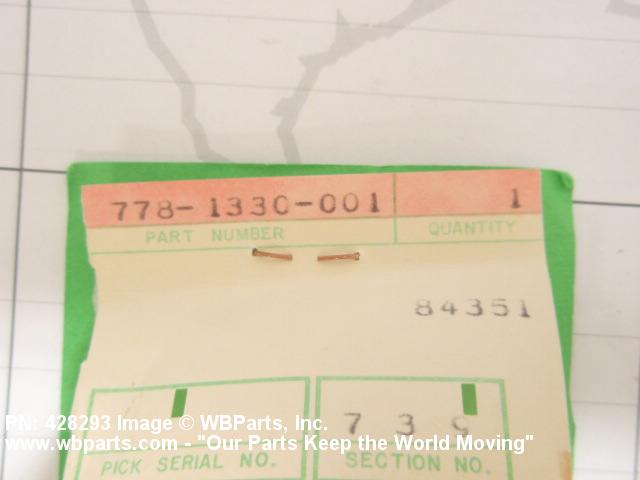 778-1330-001 1
PART NUMBER QUANTITY
84351
7 3
PN: 428293 Image © WBParts, Inc.
www.wbparts.com - "Our Parts Keep the World Moving"
PICK SERIAL NO. SECTION NO.